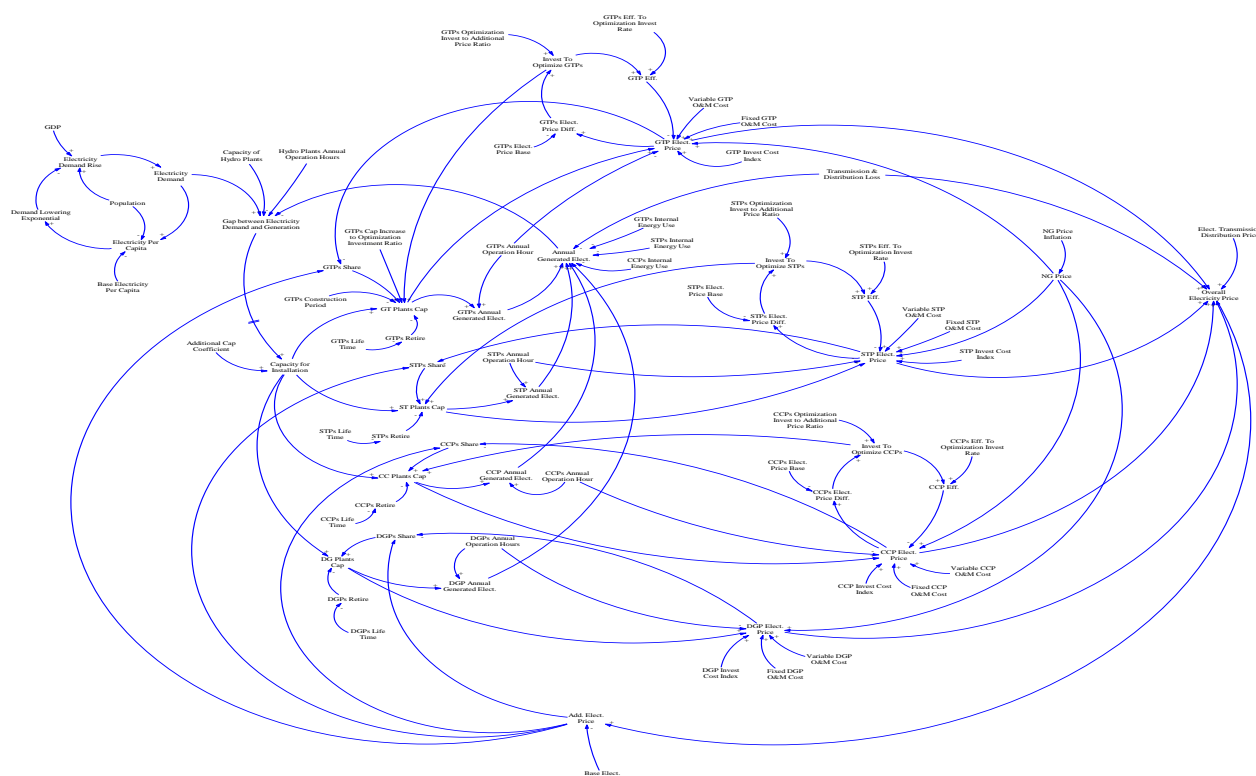 GTPs Optimization
Invest to Additional
Price Ratio
GTPs Eff. To
Optimization Invest
Rate
Invest To
Optimize GTPs
GTP Eff.
Variable GTP
O&M Cost
Fixed GTP
O&M Cost
GTPs Elect.
Price Diff.
GTPs Elect.
Price Base
GTP Elect.
Price
GTP Invest Cost
Index
GDP
Electricity
Demand Rise
Electricity
Demand
Capacity of
Hydro Plants
Hydro Plants Annual
Operation Hours
Population
Demand Lowering
Exponential
Electricity Per
Capita
Base Electricity
Per Capita
Gap between Electricity
Demand and Generation
Transmission &
Distribution Loss
GTPs Cap Increase
to Optimization
Investment Ratio
GTPs Annual
Operation Hour
Annual
Generated Elect.
GTPs Internal
Energy Use
STPs Internal
Energy Use
CCPs Internal
Energy Use
STPs Optimization
Invest to Additional
Price Ratio
Invest To
Optimize STPs
STPs Eff. To
Optimization Invest
Rate
NG Price
Inflation
NG Price
Elect. Transmission
Distribution Price
Overall
Elecricity Price
GTPs Share
GTPs Construction
Period
GT Plants Cap
GTPs Annual
Generated Elect.
STPs Elect.
Price Base
STPs Elect.
Price Diff.
STP Eff.
Variable STP
O&M Cost
Fixed STP
O&M Cost
STP Invest Cost
Index
STP Elect.
Price
GTPs Life
Time
GTPs Retire
Additional Cap
Coefficient
Capacity for
Installation
STPs Share
STPs Annual
Operation Hour
STP Annual
Generated Elect.
ST Plants Cap
STPs Life
Time
STPs Retire
CCPs Optimization
Invest to Additional
Price Ratio
Invest To
Optimize CCPs
CCPs Eff. To
Optimization Invest
Rate
CCPs Share
CC Plants Cap
CCP Annual
Generated Elect.
CCPs Annual
Operation Hour
CCPs Elect.
Price Base
CCPs Elect.
Price Diff.
CCP Eff.
CCPs Retire
CCPs Life
Time
DGPs Share
DGPs Annual
Operation Hours
DG Plants
Cap
DGP Annual
Generated Elect.
CCP Elect.
Price
CCP Invest Cost
Index
Fixed CCP
O&M Cost
Variable CCP
O&M Cost
DGPs Retire
DGPs Life
Time
DGP Elect.
Price
DGP Invest
Cost Index
Fixed DGP
O&M Cost
Variable DGP
O&M Cost
Add. Elect.
Price
Base Elect.